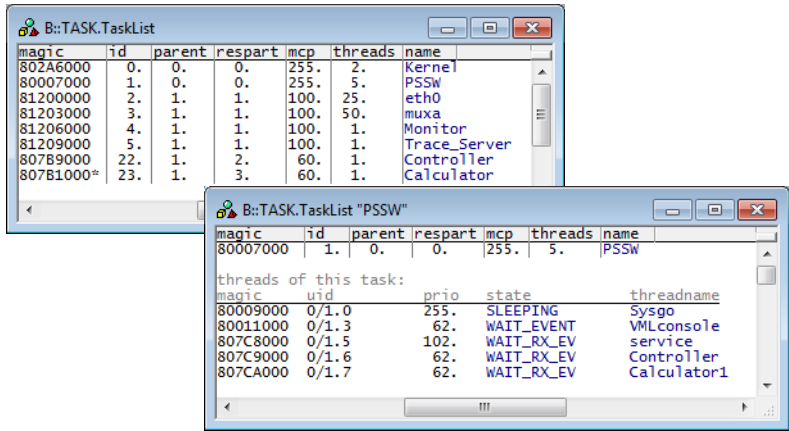 B::TASK.TaskList
magic id parent respart mcp threads name
802A6000 0. 0. 0. 255. 2. Kernel
80007000 1. 0. 0. 255. 5. PSSW
81200000 2. 1. 1. 100. 25. eth0
81203000 3. 1. 1. 100. 50. muxa
81206000 4. 1. 1. 100. 1. Monitor
81209000 5. 1. 1. 100. 1. Trace_Server
807B9000 22. 1. 2. 60. 1. Controller
807B1000* 23. 1. 3. 60. 1. Calculator
B::TASK.TaskList "PSSW"
magic id parent respart mcp threads name
80007000 1. 0. 0. 255. 5. PSSW
threads of this task:
magic uid prio state threadname
80009000 0/1.0 255. SLEEPING Sysgo
80011000 0/1.3 62. WAIT_EVENT VMLconsole
807C8000 0/1.5 102. WAIT_RX_EV service
807C9000 0/1.6 62. WAIT_RX_EV Controller
807CA000 0/1.7 62. WAIT_RX_EV Calculator1